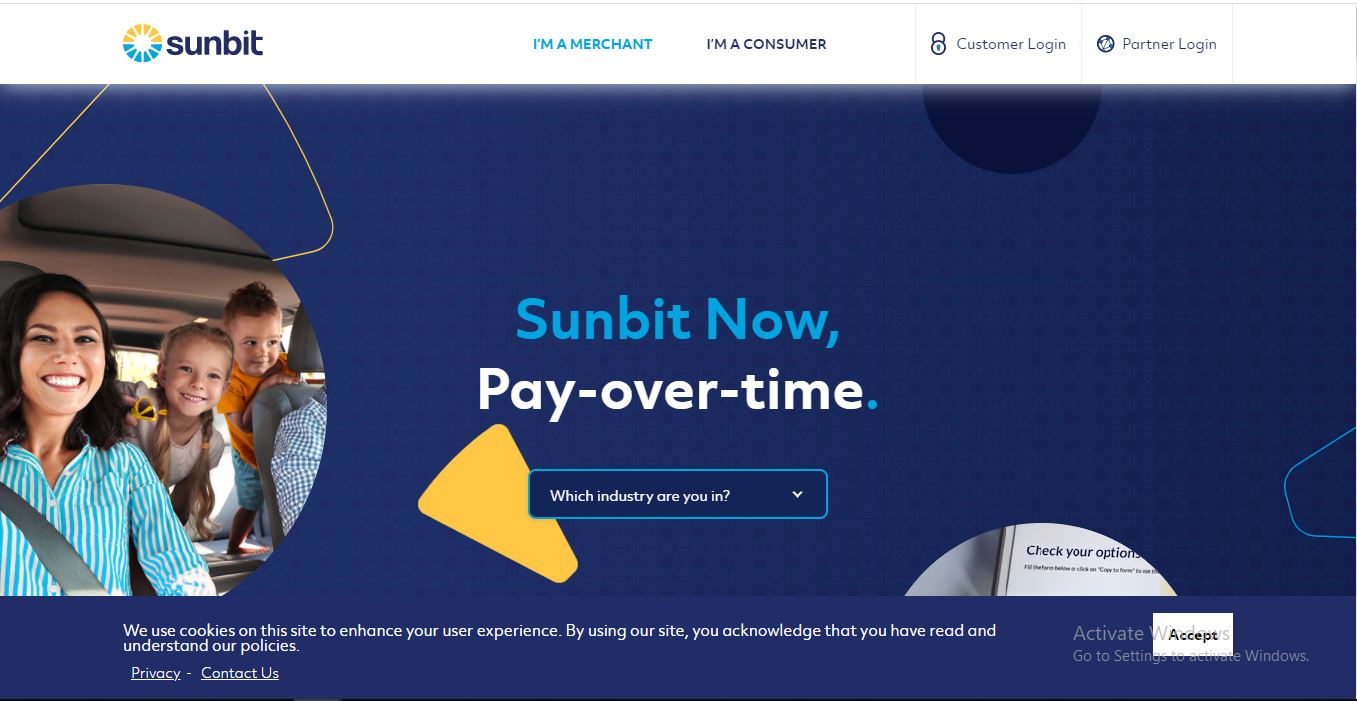 sunbit
I'M A MERCHANT
I'M A CONSUMER
Customer Login
Partner Login
Sunbit Now,
Pay-over-time.
Which industry are you in?
Check your options
Fill the form below or click on "Copy to form" to use
We use cookies on this site to enhance your user experience. By using our site, you acknowledge that you have read and
understand our policies.
Privacy - Contact Us
Accept
Activate Windows
Go to Settings to activate Windows.